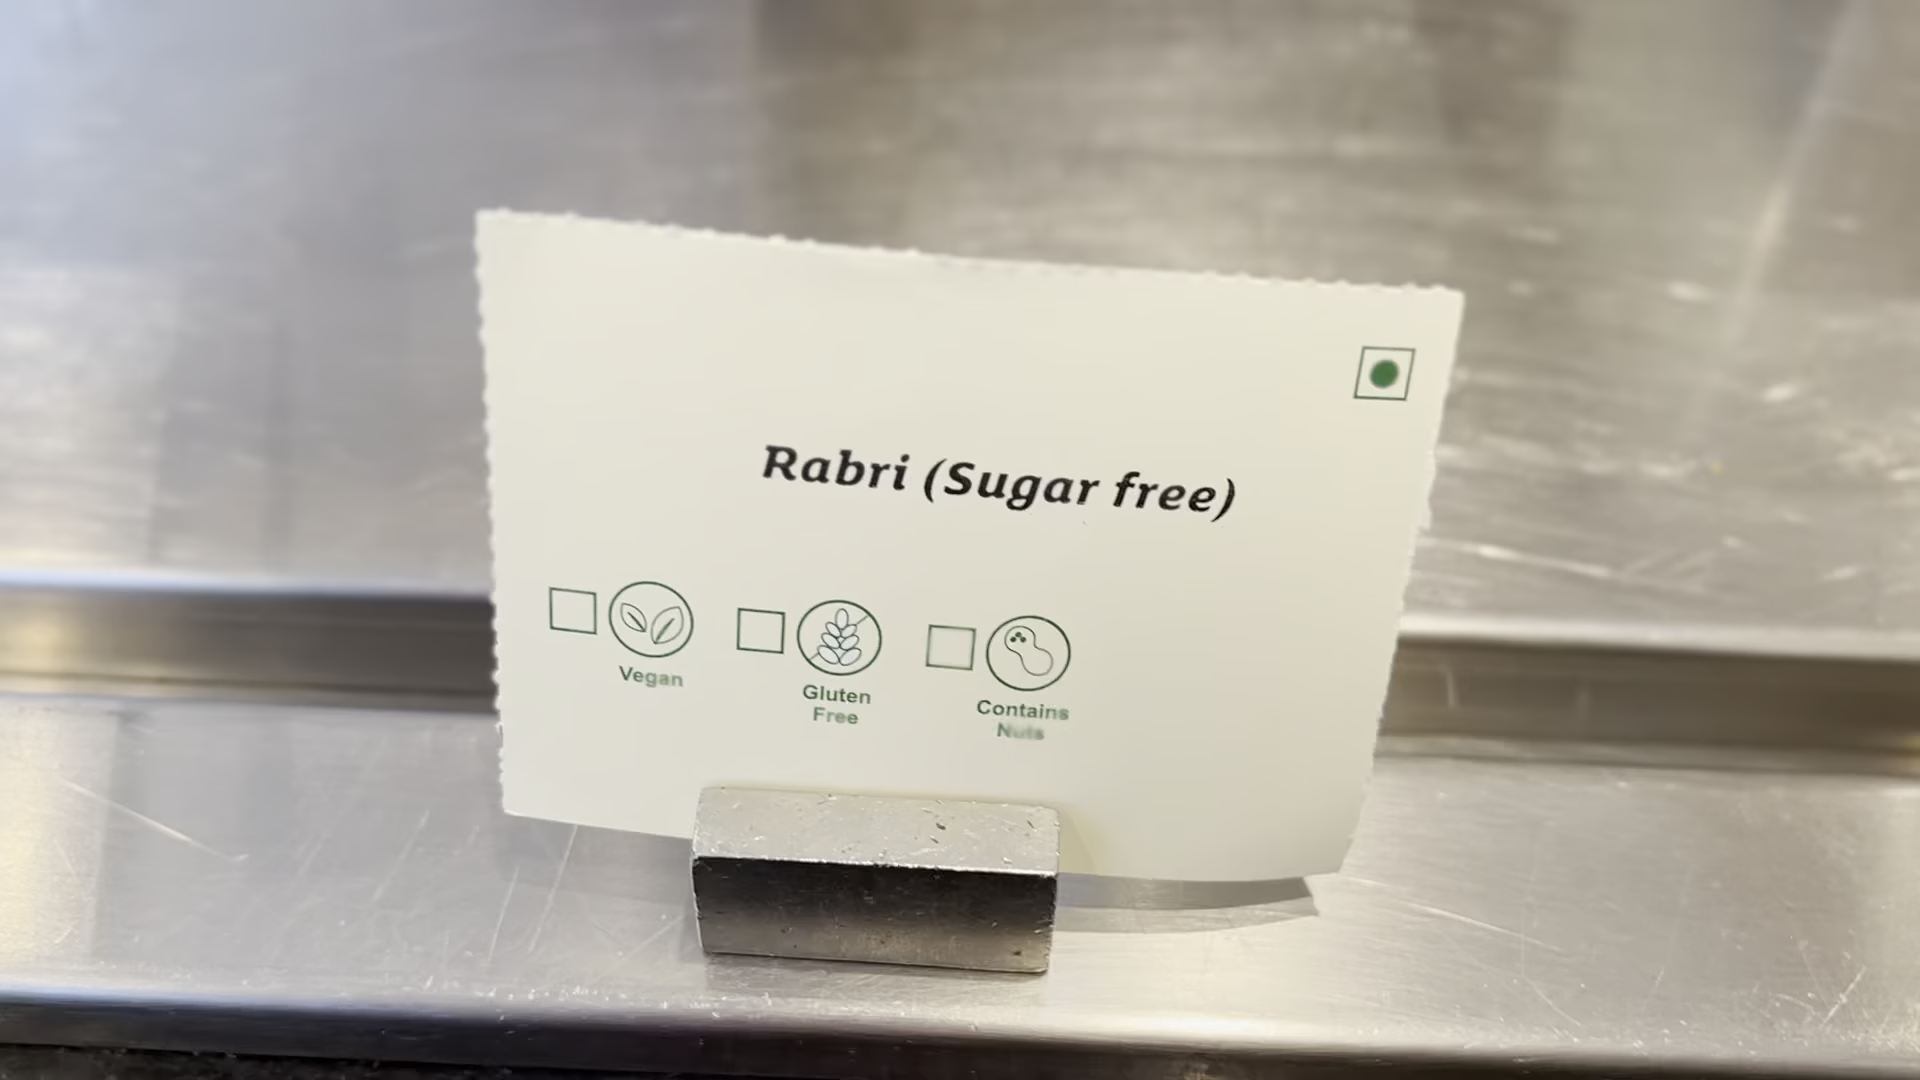 Rabri (Sugar free)
Vegan
Gluten
Free
Contains
Nuts